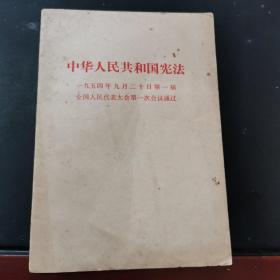 中华人民共和国宪法
一九五四年九月二十日第一届
全国人民代表大会第一次会议通过